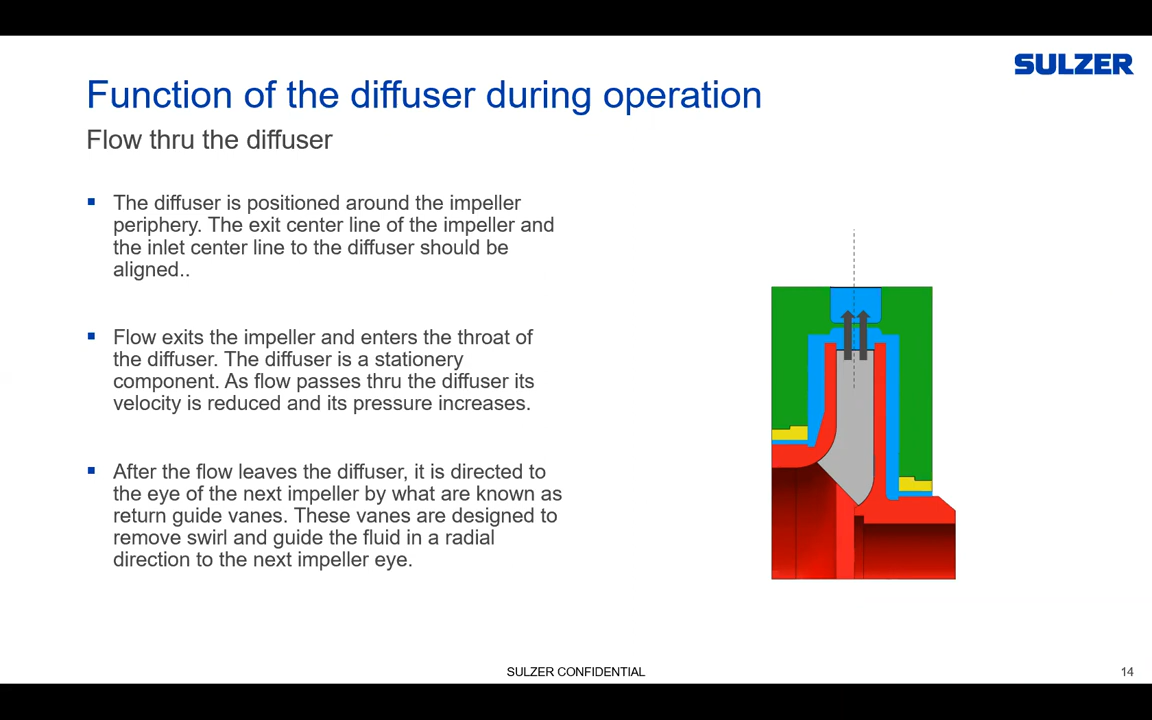 SULZER
Function of the diffuser during operation
Flow thru the diffuser
The diffuser is positioned around the impeller
periphery. The exit center line of the impeller and
the inlet center line to the diffuser should be
aligned..
Flow exits the impeller and enters the throat of
the diffuser. The diffuser is a stationery
component. As flow passes thru the diffuser its
velocity is reduced and its pressure increases.
After the flow leaves the diffuser, it is directed to
the eye of the next impeller by what are known as
return guide vanes. These vanes are designed to
remove swirl and guide the fluid in a radial
direction to the next impeller eye.
SULZER CONFIDENTIAL
14